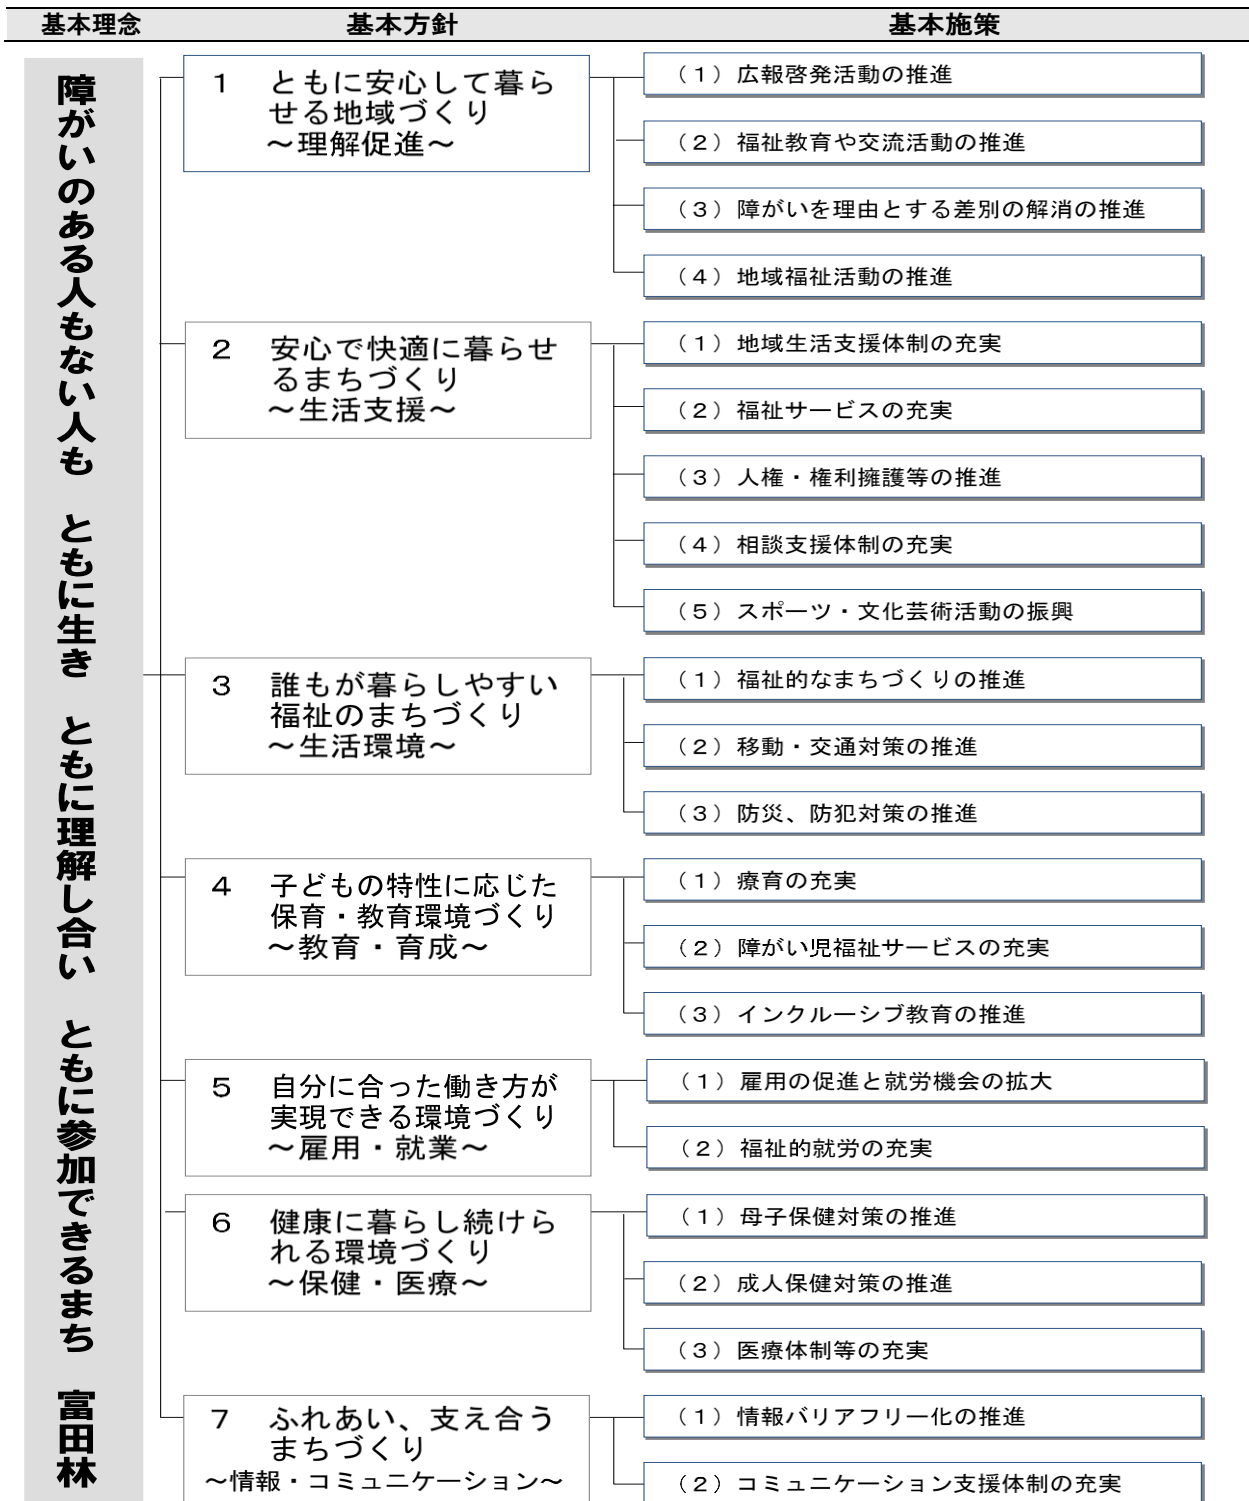 基本理念 基本方針 基本施策
障がいのある人もない人も ともに生き ともに理解し合い ともに参加できるまち 富田林
1 ともに安心して暮ら
せる地域づくり
～理解促進～
（１）広報啓発活動の推進
（２）福祉教育や交流活動の推進
（３）障がいを理由とする差別の解消の推進
（４）地域福祉活動の推進
2 安心で快適に暮らせ
るまちづくり
～生活支援～
（１）地域生活支援体制の充実
（２）福祉サービスの充実
（３）人権・権利擁護等の推進
（４）相談支援体制の充実
（５）スポーツ・文化芸術活動の振興
3 誰もが暮らしやすい
福祉のまちづくり
～生活環境～
（１）福祉的なまちづくりの推進
（２）移動・交通対策の推進
（３）防災、防犯対策の推進
4 子どもの特性に応じた
保育・教育環境づくり
～教育・育成～
（１）療育の充実
（２）障がい児福祉サービスの充実
（３）インクルーシブ教育の推進
5 自分に合った働き方が
実現できる環境づくり
～雇用・就業～
（１）雇用の促進と就労機会の拡大
（２）福祉的就労の充実
6 健康に暮らし続けら
れる環境づくり
～保健・医療～
（１）母子保健対策の推進
（２）成人保健対策の推進
（３）医療体制等の充実
7 ふれあい、支え合う
まちづくり
～情報・コミュニケーション～
（１）情報バリアフリー化の推進
（２）コミュニケーション支援体制の充実